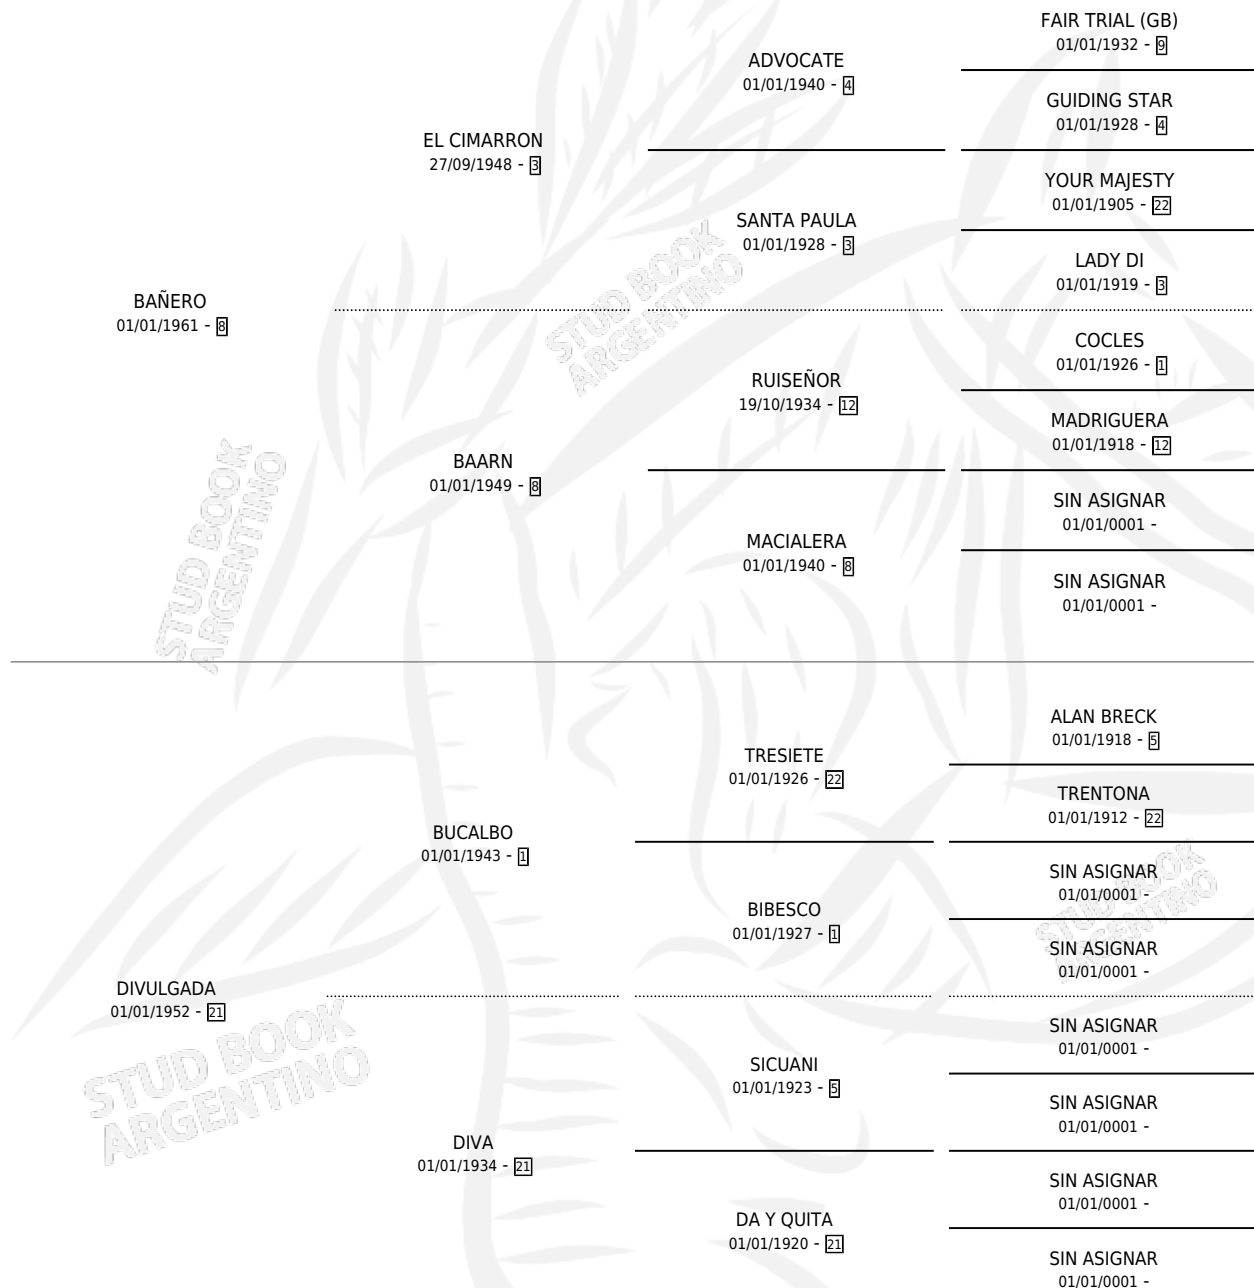 FAIR TRIAL (GB)
01/01/1932 - 9
ADVOCATE
01/01/1940 - 4
GUIDING STAR
01/01/1928 - 4
EL CIMARRON
27/09/1948 - 3
YOUR MAJESTY
01/01/1905 - 22
SANTA PAULA
01/01/1928 - 3
LADY DI
01/01/1919 - 3
BAÑERO
01/01/1961 - 8
COCLES
01/01/1926 - 1
RUISEÑOR
19/10/1934 - 12
MADRIGUERA
01/01/1918 - 12
BAARN
01/01/1949 - 8
SIN ASIGNAR
01/01/0001 -
MACIALERA
01/01/1940 - 8
SIN ASIGNAR
01/01/0001 -
ALAN BRECK
01/01/1918 - 5
TRESIETE
01/01/1926 - 22
TRENTONA
01/01/1912 - 22
BUCALBO
01/01/1943 - 1
SIN ASIGNAR
01/01/0001 -
BIBESCO
01/01/1927 - 1
SIN ASIGNAR
01/01/0001 -
DIVULGADA
01/01/1952 - 21
SIN ASIGNAR
01/01/0001 -
SICUANI
01/01/1923 - 5
SIN ASIGNAR
01/01/0001 -
DIVA
01/01/1934 - 21
SIN ASIGNAR
01/01/0001 -
DA Y QUITA
01/01/1920 - 21
SIN ASIGNAR
01/01/0001 -
STUD BOOK
ARGENTINO
STUD BOOK
ARGENTINO
STUD BOOK
ARGENTINO
STUD BOOK
ARGENTINO